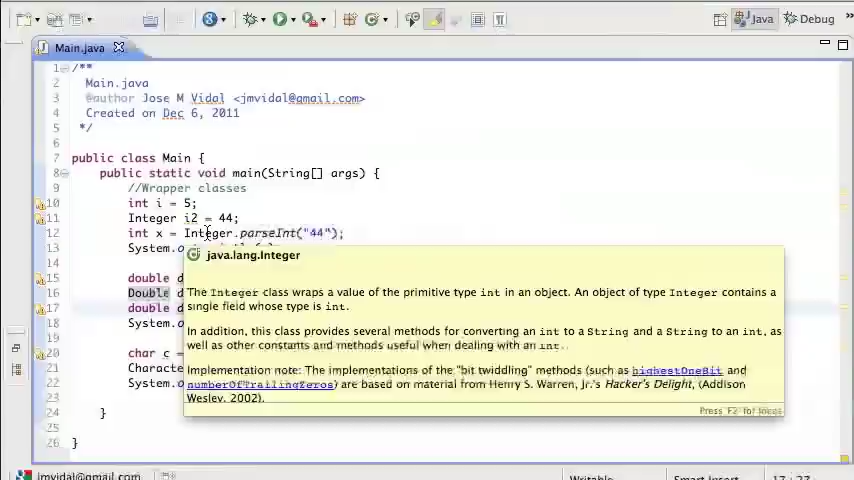 Java
Debug
Main.java
1 /**
2 Main.java
3 @author Jose M Vidal <jmvidal@gmail.com>
4 Created on Dec 6, 2011
5 */
6
7 public class Main {
8 public static void main(String[] args) {
9 //Wrapper classes
10 int i = 5;
11 Integer i2 = 44;
12 int x = Integer.parseInt("44");
13 System.o
java.lang.Integer
15 double d
The Integer class wraps a value of the primitive type int in an object. An object of type Integer contains a
16 Double d
single field whose type is int.
17 double d
18 System.o
In addition, this class provides several methods for converting an int to a String and a String to an int, as
well as other constants and methods useful when dealing with an int.
20 char c =
Implementation note: The implementations of the "bit twiddling" methods (such as highestOneBit and
21 Characte
numberOfTrailingZeros) are based on material from Henry S. Warren, Jr.'s Hacker's Delight, (Addison
22 System.o
Wesley, 2002).
23
Press 'F2' for focus
24 }
25
26 }
jmvidal@gmail.com
Writable
Smart Insert
17 : 27